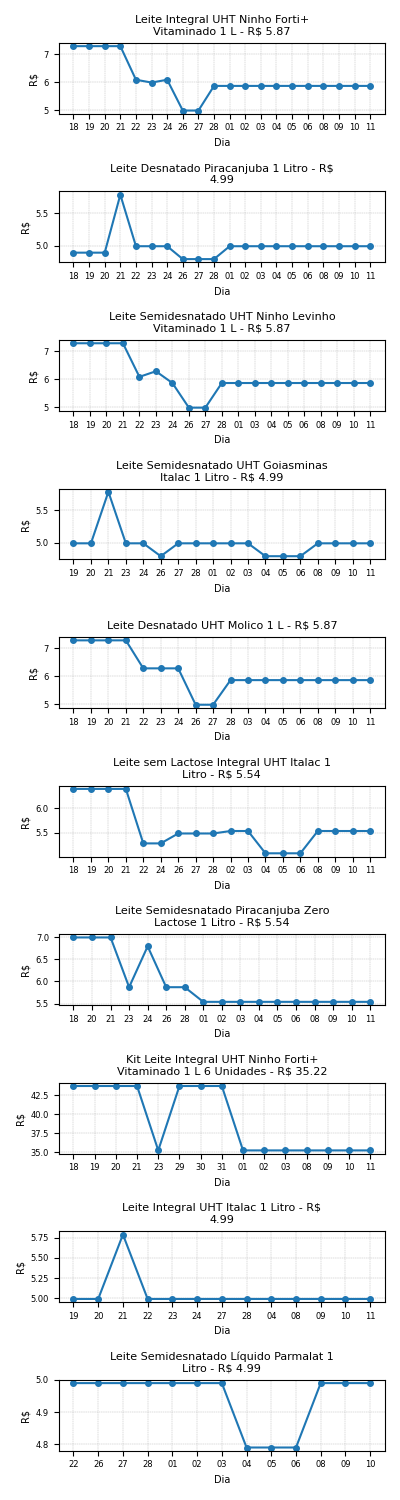 Leite Integral UHT Ninho Forti+
Vitaminado 1 L - R$ 5.87
7
6
5
R$
18 19 20 21 22 23 24 26 27 28 01 02 03 04 05 06 08 09 10 11
Dia
Leite Desnatado Piracanjuba 1 Litro - R$
4.99
5.5
5.0
R$
18 19 20 21 22 23 24 26 27 28 01 02 03 04 05 06 08 09 10 11
Dia
Leite Semidesnatado UHT Ninho Levinho
Vitaminado 1 L - R$ 5.87
7
6
5
R$
18 19 20 21 22 23 24 26 27 28 01 02 03 04 05 06 08 09 10 11
Dia
Leite Semidesnatado UHT Goiasminas
Italac 1 Litro - R$ 4.99
5.5
5.0
R$
19 20 21 23 24 26 27 28 01 02 03 04 05 06 08 09 10 11
Dia
Leite Desnatado UHT Molico 1 L - R$ 5.87
7
6
5
R$
18 19 20 21 22 23 24 26 27 28 03 04 05 06 08 09 10 11
Dia
Leite sem Lactose Integral UHT Italac 1
Litro - R$ 5.54
6.0
5.5
R$
18 19 20 21 22 23 24 26 27 28 02 03 04 05 06 08 09 10 11
Dia
Leite Semidesnatado Piracanjuba Zero
Lactose 1 Litro - R$ 5.54
7.0
6.5
6.0
5.5
R$
18 20 21 23 24 26 28 01 02 03 04 05 06 08 09 10 11
Dia
Kit Leite Integral UHT Ninho Forti+
Vitaminado 1 L 6 Unidades - R$ 35.22
42.5
40.0
37.5
35.0
R$
18 19 20 21 23 29 30 31 01 02 03 08 09 10 11
Dia
Leite Integral UHT Italac 1 Litro - R$
4.99
5.75
5.50
5.25
5.00
R$
19 20 21 22 23 24 27 28 04 08 09 10 11
Dia
Leite Semidesnatado Líquido Parmalat 1
Litro - R$ 4.99
5.0
4.9
4.8
R$
22 26 27 28 01 02 03 04 05 06 08 09 10
Dia